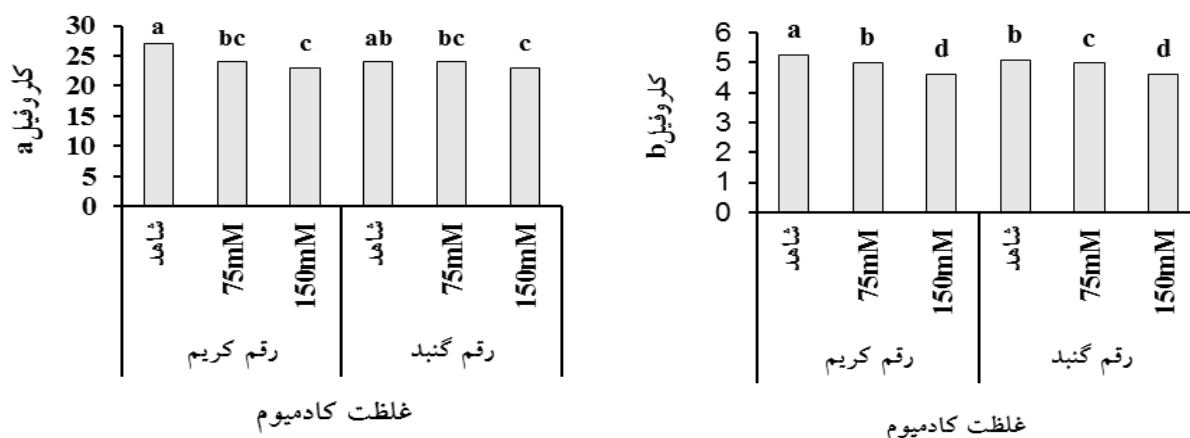 30
25
20
15
10
5
0
کلروفیل a
a bc c ab bc c
شاهد 75mM 150mM شاهد 75mM 150mM
رقم کریم رقم گنبد
غلظت کادمیوم
6
5
4
3
2
1
0
کلروفیل b
a b d b c d
شاهد 75mM 150mM شاهد 75mM 150mM
رقم کریم رقم گنبد
غلظت کادمیوم